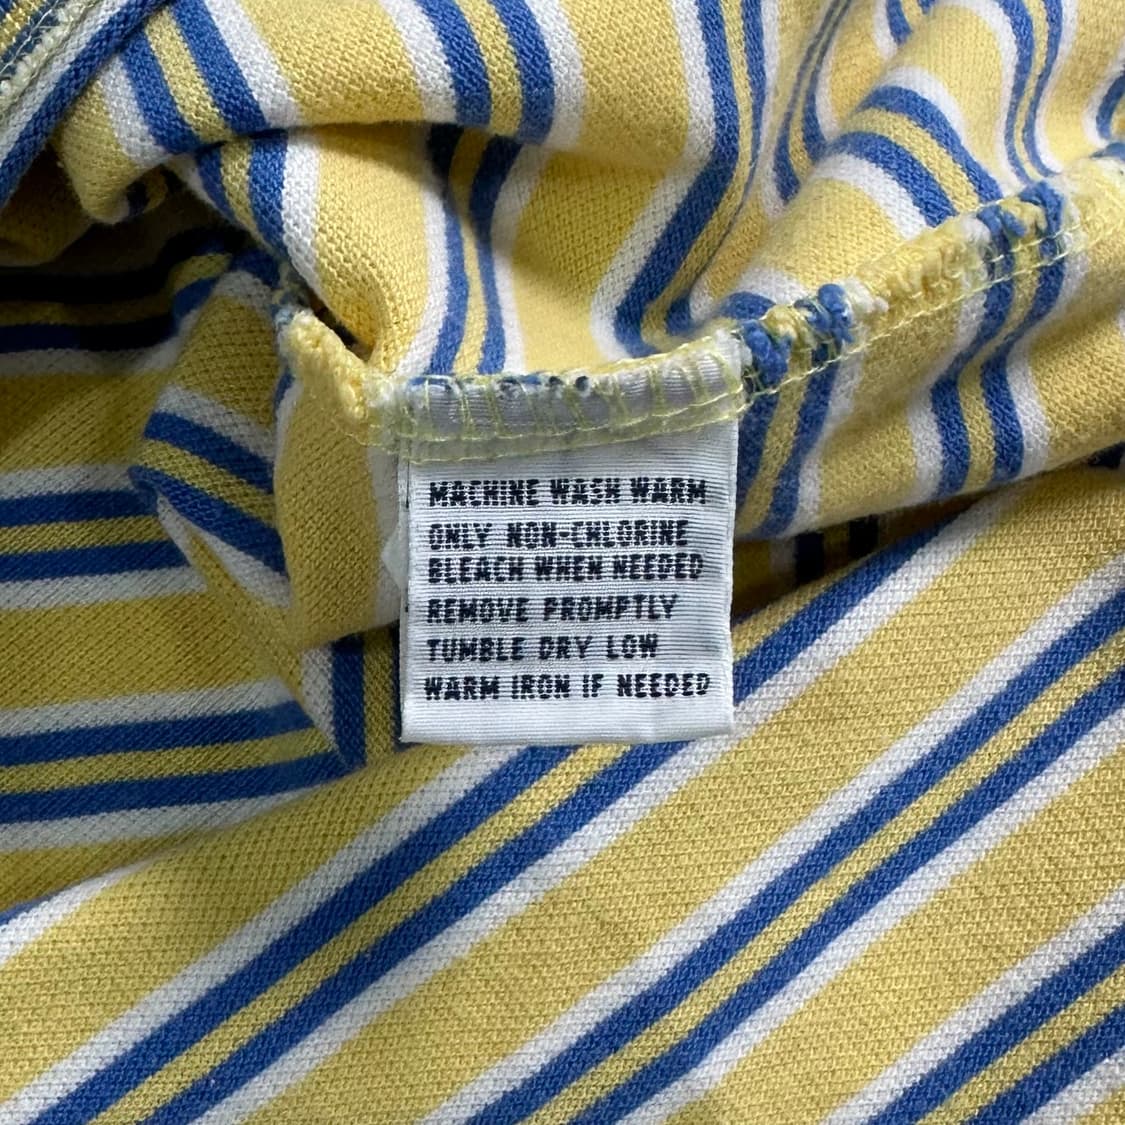 MACHINE WASH WARM
ONLY NON-CHLORINE
BLEACH WHEN NEEDED
REMOVE PROMPTLY
TUMBLE DRY LOW
WARM IRON IF NEEDED